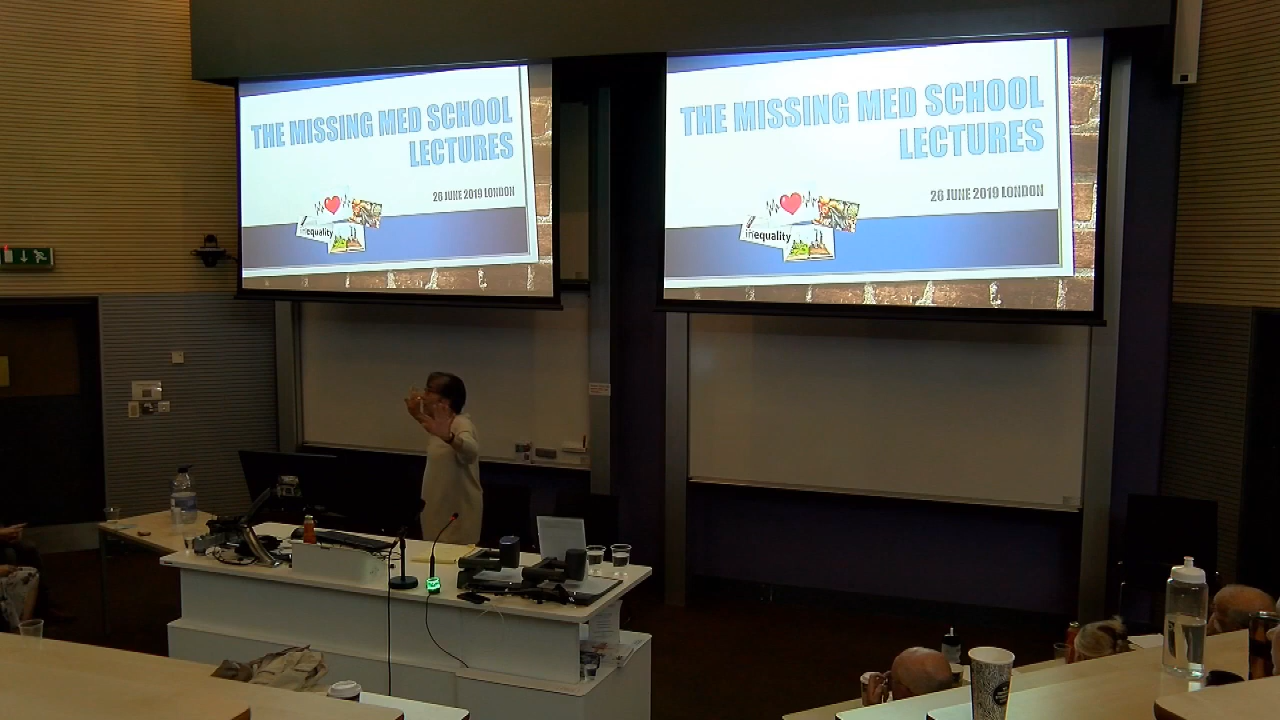 THE MISSING MED SCHOOL
LECTURES
26 JUNE 2019 LONDON
inequality
THE MISSING MED SCHOOL
LECTURES
26 JUNE 2019 LONDON
inequality